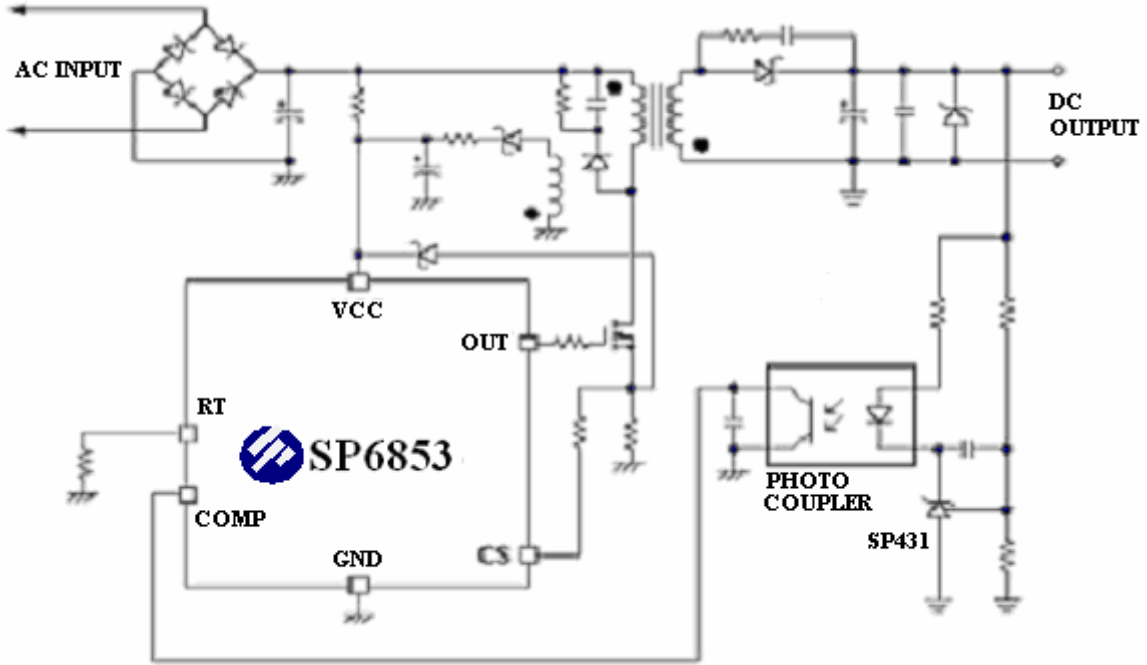 AC INPUT
DC
OUTPUT
VCC
OUT
RT
SP6853
COMP
GND
CS
PHOTO
COUPLER
SP431